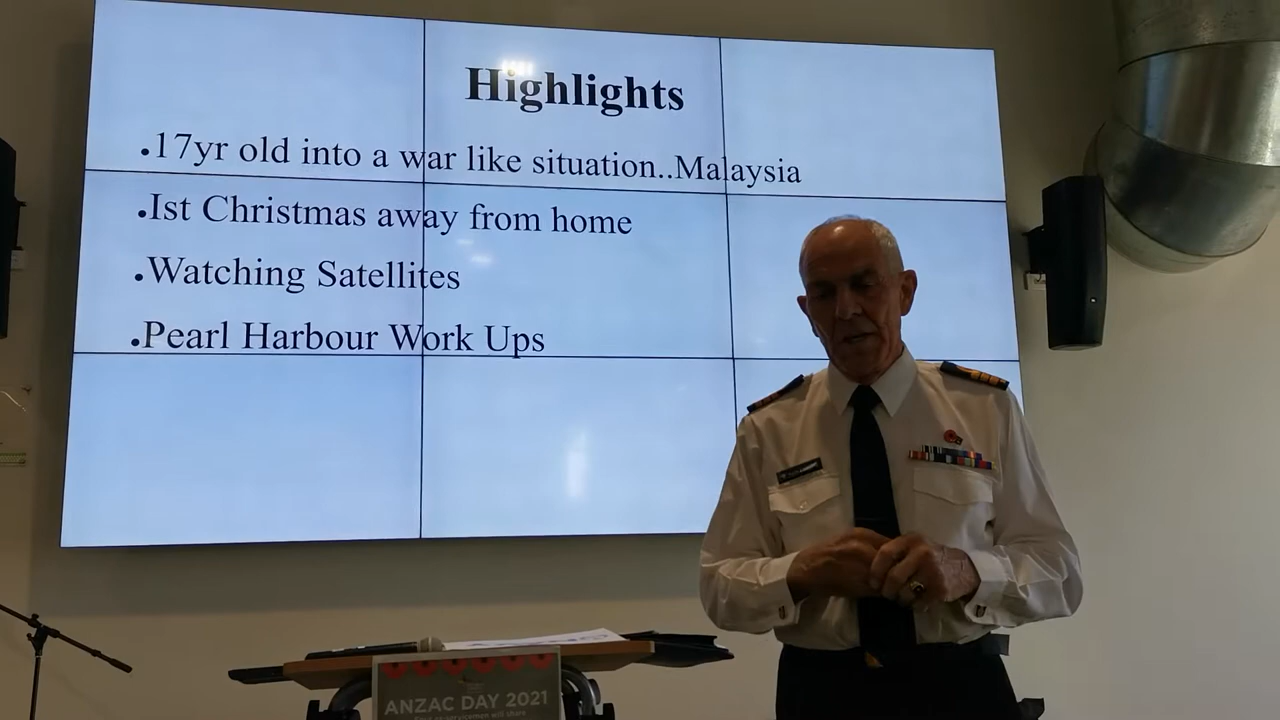 Highlights
.17yr old into a war like situation..Malaysia
.Ist Christmas away from home
.Watching Satellites
.Pearl Harbour Work Ups
ANZAC DAY 2021